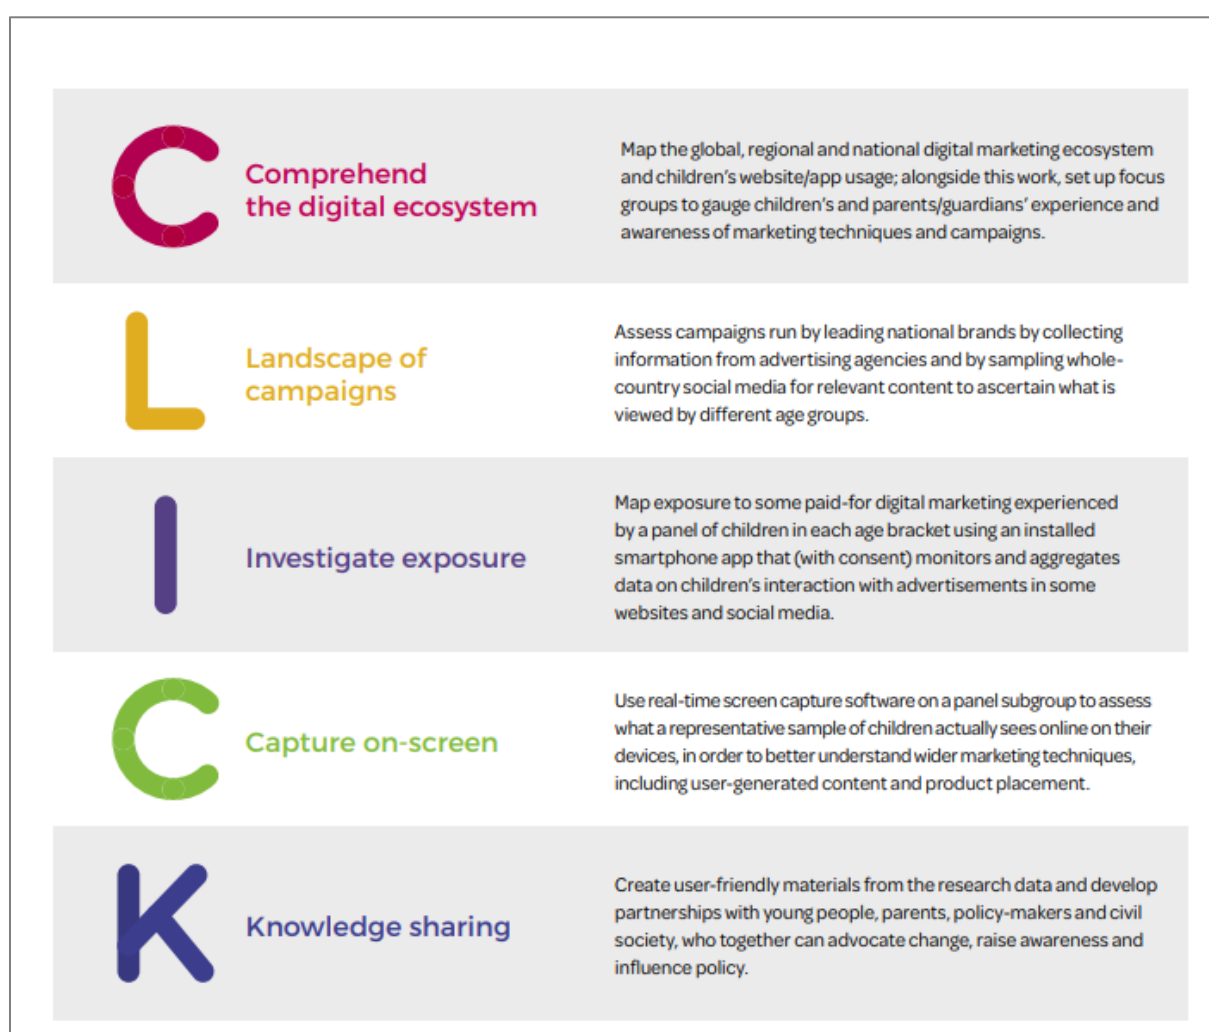 C
Comprehend
the digital ecosystem
Map the global, regional and national digital marketing ecosystem
and children's website/app usage; alongside this work, set up focus
groups to gauge children's and parents/guardians' experience and
awareness of marketing techniques and campaigns.
L
Landscape of
campaigns
Assess campaigns run by leading national brands by collecting
information from advertising agencies and by sampling whole-
country social media for relevant content to ascertain what is
viewed by different age groups.
I
Investigate exposure
Map exposure to some paid-for digital marketing experienced
by a panel of children in each age bracket using an installed
smartphone app that (with consent) monitors and aggregates
data on children's interaction with advertisements in some
websites and social media.
C
Capture on-screen
Use real-time screen capture software on a panel subgroup to assess
what a representative sample of children actually sees online on their
devices, in order to better understand wider marketing techniques,
including user-generated content and product placement.
K
Knowledge sharing
Create user-friendly materials from the research data and develop
partnerships with young people, parents, policy-makers and civil
society, who together can advocate change, raise awareness and
influence policy.